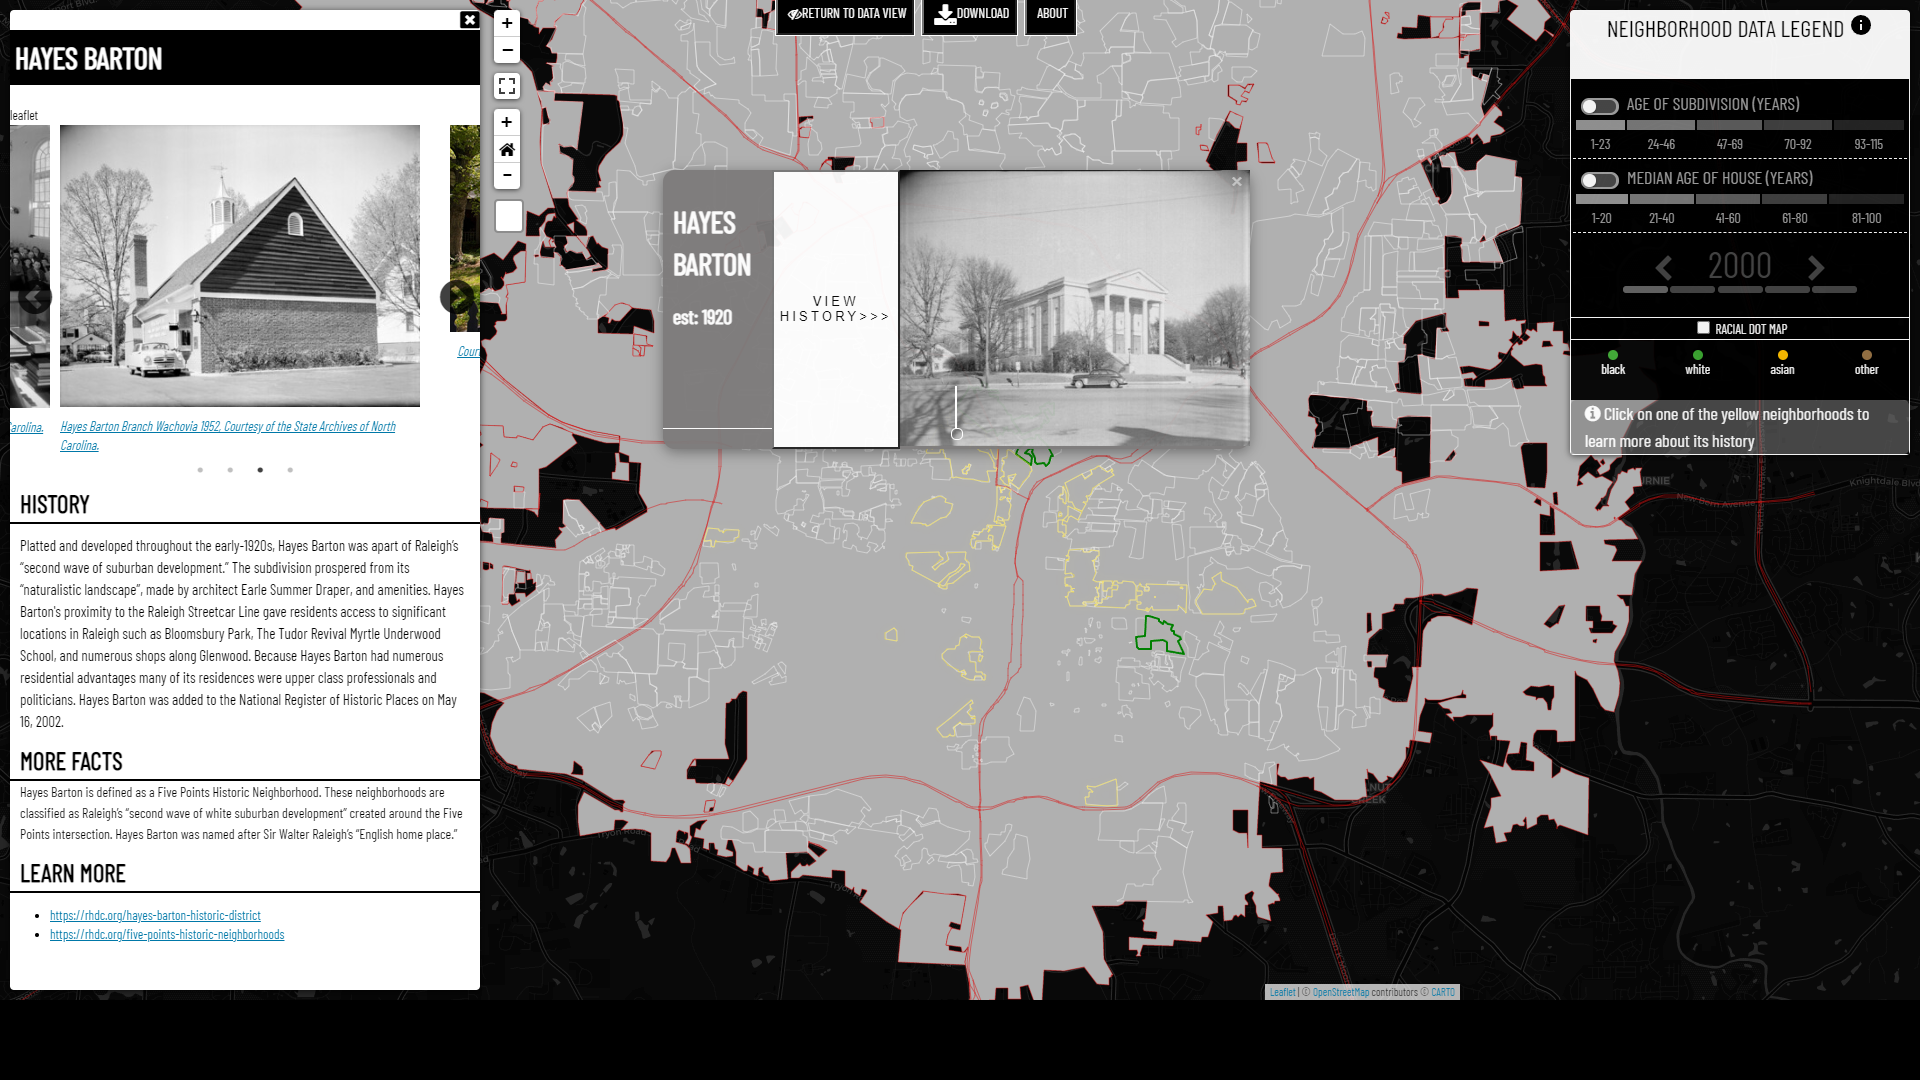 HAYES BARTON
leaflet
arolina.
Hayes Barton Branch Wachovia 1952. Courtesy of the State Archives of North
Carolina.
Court
HISTORY
Platted and developed throughout the early-1920s, Hayes Barton was apart of Raleigh’s
“second wave of suburban development.” The subdivision prospered from its
“naturalistic landscape”, made by architect Earle Summer Draper, and amenities. Hayes
Barton’s proximity to the Raleigh Streetcar Line gave residents access to significant
locations in Raleigh such as Bloomsbury Park, The Tudor Revival Myrtle Underwood
School, and numerous shops along Glenwood. Because Hayes Barton had numerous
residential advantages many of its residences were upper class professionals and
politicians. Hayes Barton was added to the National Register of Historic Places on May
16, 2002.
MORE FACTS
Hayes Barton is defined as a Five Points Historic Neighborhood. These neighborhoods are
classified as Raleigh’s “second wave of white suburban development” created around the Five
Points intersection. Hayes Barton was named after Sir Walter Raleigh’s “English home place.”
LEARN MORE
https://rhdc.org/hayes-barton-historic-district
https://rhdc.org/five-points-historic-neighborhoods
RETURN TO DATA VIEW
DOWNLOAD
ABOUT
HAYES
BARTON
est: 1920
VIEW
HISTORY>>>
NEIGHBORHOOD DATA LEGEND
AGE OF SUBDIVISION (YEARS)
1-23 24-46 47-69 70-92 93-115
MEDIAN AGE OF HOUSE (YEARS)
1-20 21-40 41-60 61-80 81-100
2000
RACIAL DOT MAP
black white asian other
Click on one of the yellow neighborhoods to
learn more about its history
Knightdale Blvd
New Bern Avenue
Tryon Road
Leaflet | © OpenStreetMap contributors © CARTO